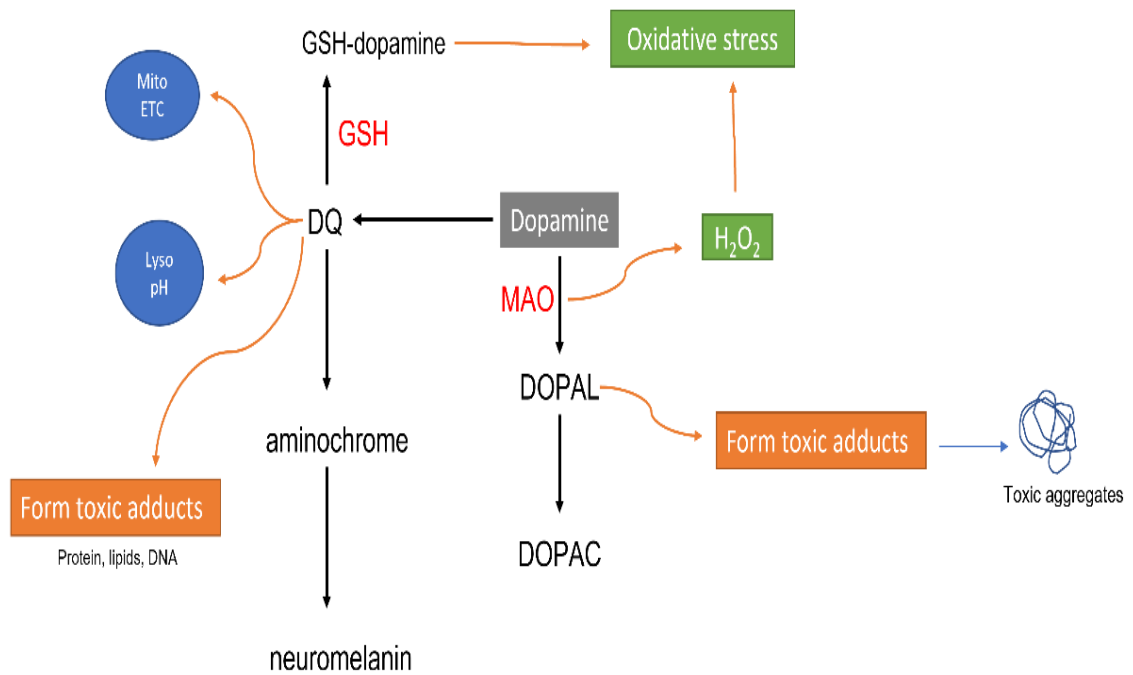 GSH-dopamine
Oxidative stress
Mito
ETC
GSH
DQ
Dopamine
H₂O₂
Lyso
pH
MAO
DOPAL
aminochrome
Form toxic adducts
Form toxic adducts
Toxic aggregates
Protein, lipids, DNA
DOPAC
neuromelanin